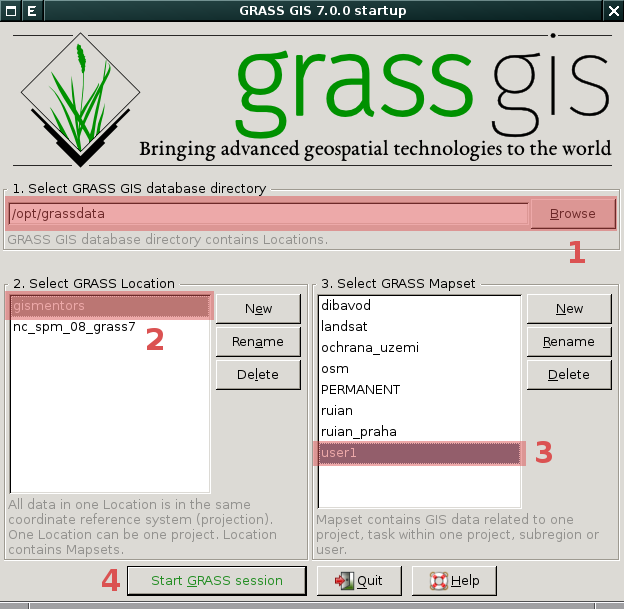 E GRASS GIS 7.0.0 startup
grass gis
Bringing advanced geospatial technologies to the world
1. Select GRASS GIS database directory
/opt/grassdata Browse
GRASS GIS database directory contains Locations.
1
2. Select GRASS Location
gismentors
nc_spm_08_grass7
2
New
Rename
Delete
All data in one Location is in the same
coordinate reference system (projection).
One Location can be one project. Location
contains Mapsets.
3. Select GRASS Mapset
dibavod
landsat
ochrana_uzemi
osm
PERMANENT
ruian
ruian_praha
user1
3
New
Rename
Delete
Mapset contains GIS data related to one
project, task within one project, subregion or
user.
4 Start GRASS session Quit Help